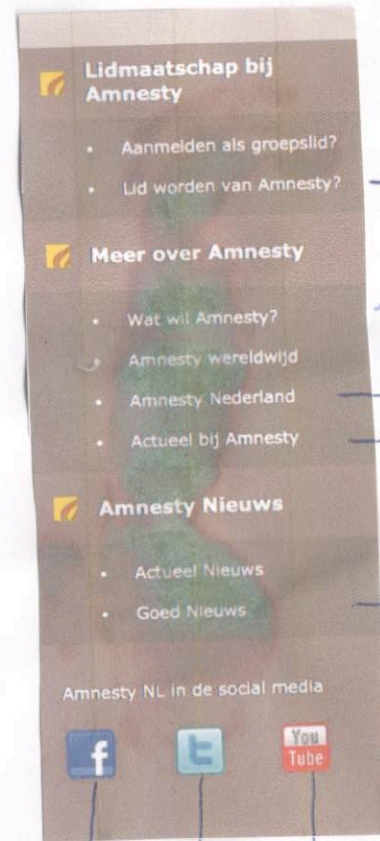 Lidmaatschap bij
Amnesty
• Aanmelden als groepslid?
• Lid worden van Amnesty?
Meer over Amnesty
• Wat wil Amnesty?
• Amnesty wereldwijd
• Amnesty Nederland
• Actueel bij Amnesty
Amnesty Nieuws
• Actueel Nieuws
• Goed Nieuws
Amnesty NL in de social media
f t You
Tube